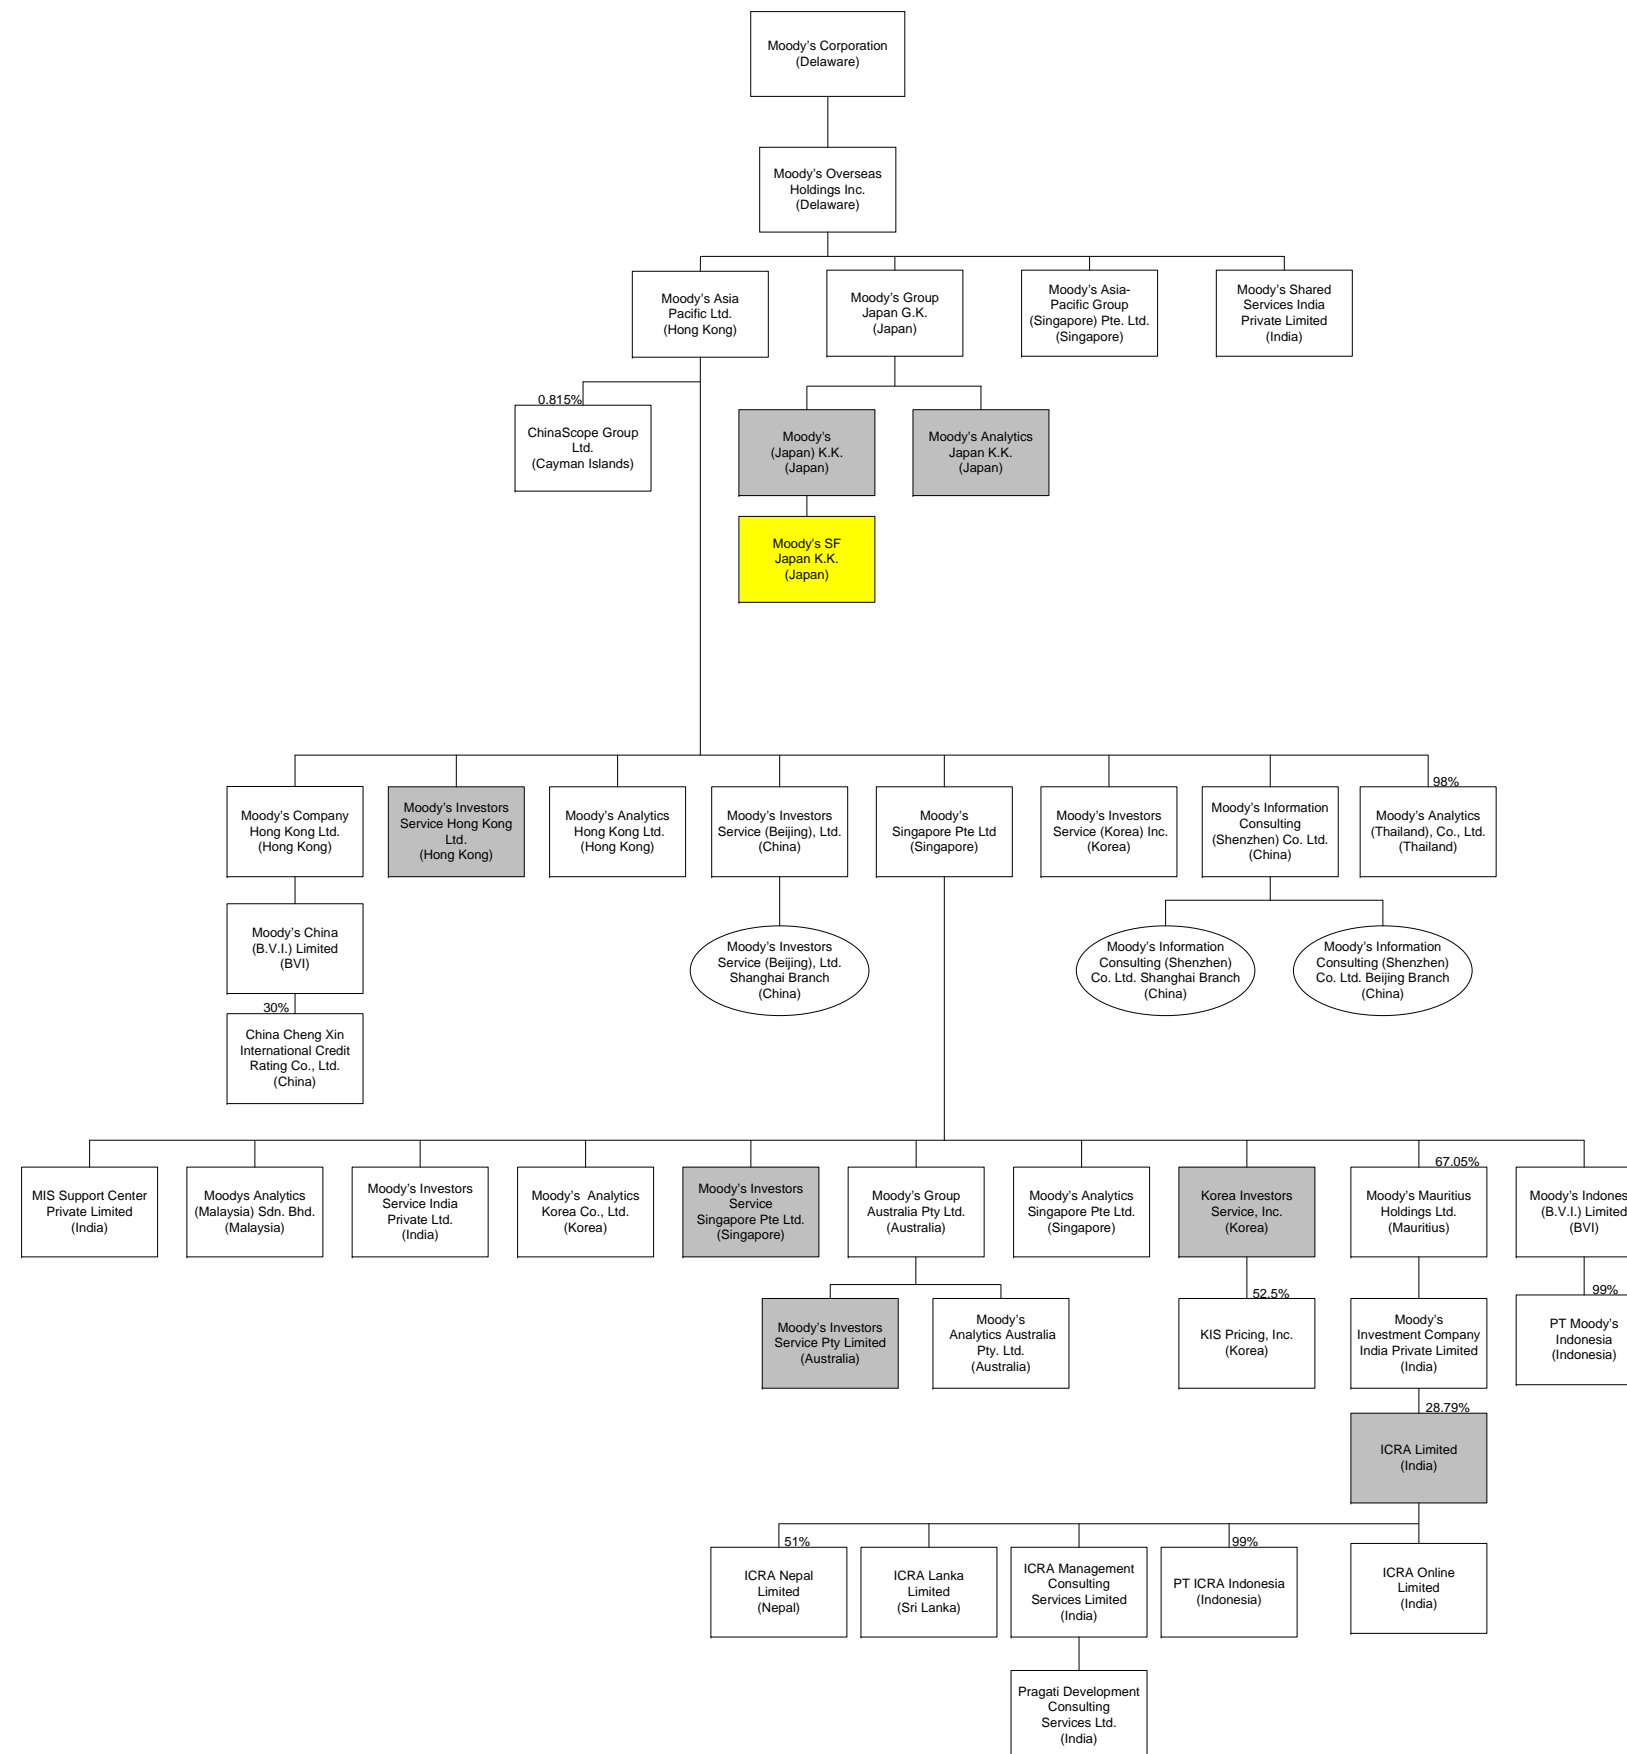 Moody's Corporation
(Delaware)
Moody's Overseas
Holdings Inc.
(Delaware)
Moody's Asia
Pacific Ltd.
(Hong Kong)
Moody's Group
Japan G.K.
(Japan)
Moody's Asia-
Pacific Group
(Singapore) Pte. Ltd.
(Singapore)
Moody's Shared
Services India
Private Limited
(India)
0.815%
ChinaScope Group
Ltd.
(Cayman Islands)
Moody's
(Japan) K.K.
(Japan)
Moody's Analytics
Japan K.K.
(Japan)
Moody's SF
Japan K.K.
(Japan)
Moody's Company
Hong Kong Ltd.
(Hong Kong)
Moody's Investors
Service Hong Kong
Ltd.
(Hong Kong)
Moody's Analytics
Hong Kong Ltd.
(Hong Kong)
Moody's Investors
Service (Beijing), Ltd.
(China)
Moody's
Singapore Pte Ltd
(Singapore)
Moody's Investors
Service (Korea) Inc.
(Korea)
Moody's Information
Consulting
(Shenzhen) Co. Ltd.
(China)
98%
Moody's Analytics
(Thailand), Co., Ltd.
(Thailand)
Moody's China
(B.V.I.) Limited
(BVI)
Moody's Investors
Service (Beijing), Ltd.
Shanghai Branch
(China)
Moody's Information
Consulting (Shenzhen)
Co. Ltd. Shanghai Branch
(China)
Moody's Information
Consulting (Shenzhen)
Co. Ltd. Beijing Branch
(China)
30%
China Cheng Xin
International Credit
Rating Co., Ltd.
(China)
MIS Support Center
Private Limited
(India)
Moodys Analytics
(Malaysia) Sdn. Bhd.
(Malaysia)
Moody's Investors
Service India
Private Ltd.
(India)
Moody's Analytics
Korea Co., Ltd.
(Korea)
Moody's Investors
Service
Singapore Pte Ltd.
(Singapore)
Moody's Group
Australia Pty Ltd.
(Australia)
Moody's Analytics
Singapore Pte Ltd.
(Singapore)
Korea Investors
Service, Inc.
(Korea)
67.05%
Moody's Mauritius
Holdings Ltd.
(Mauritius)
Moody's Indones
(B.V.I.) Limited
(BVI)
Moody's Investors
Service Pty Limited
(Australia)
Moody's
Analytics Australia
Pty. Ltd.
(Australia)
52.5%
KIS Pricing, Inc.
(Korea)
Moody's
Investment Company
India Private Limited
(India)
99%
PT Moody's
Indonesia
(Indonesia)
28.79%
ICRA Limited
(India)
51%
ICRA Nepal
Limited
(Nepal)
ICRA Lanka
Limited
(Sri Lanka)
ICRA Management
Consulting
Services Limited
(India)
99%
PT ICRA Indonesia
(Indonesia)
ICRA Online
Limited
(India)
Pragati Development
Consulting
Services Ltd.
(India)